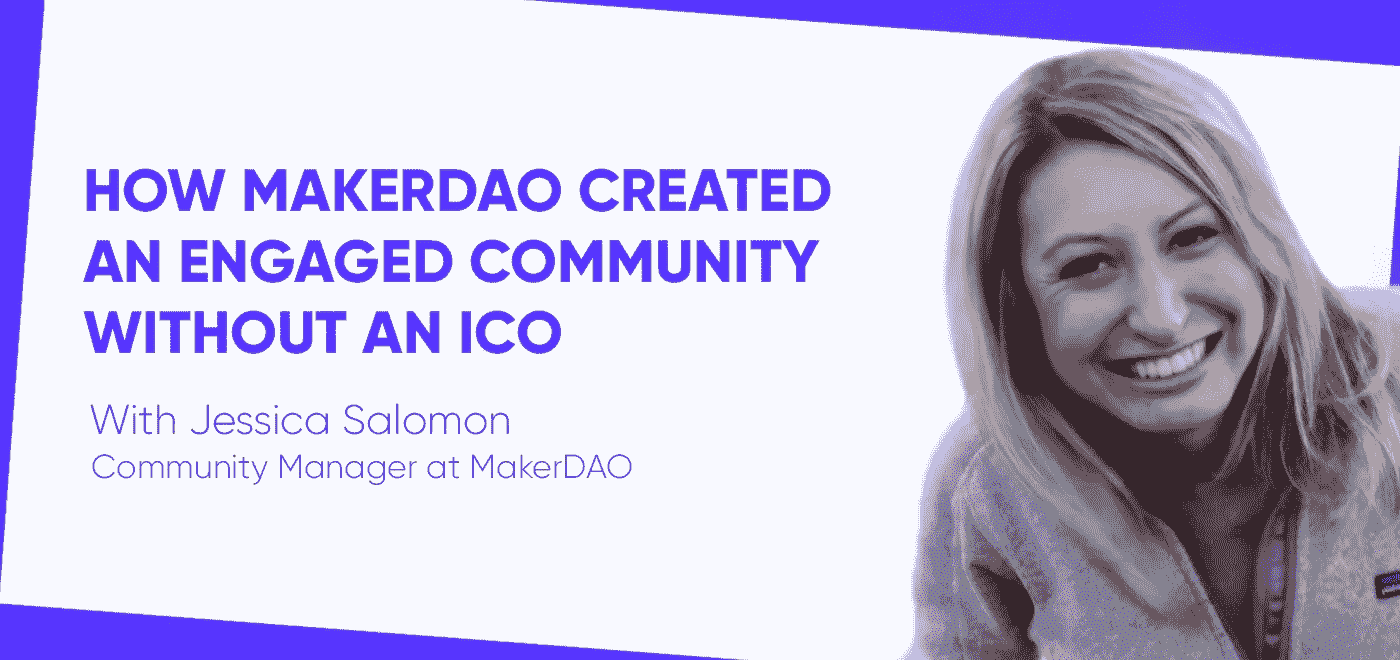 HOW MAKERDAO CREATED
AN ENGAGED COMMUNITY
WITHOUT AN ICO
With Jessica Salomon
Community Manager at MakerDAO